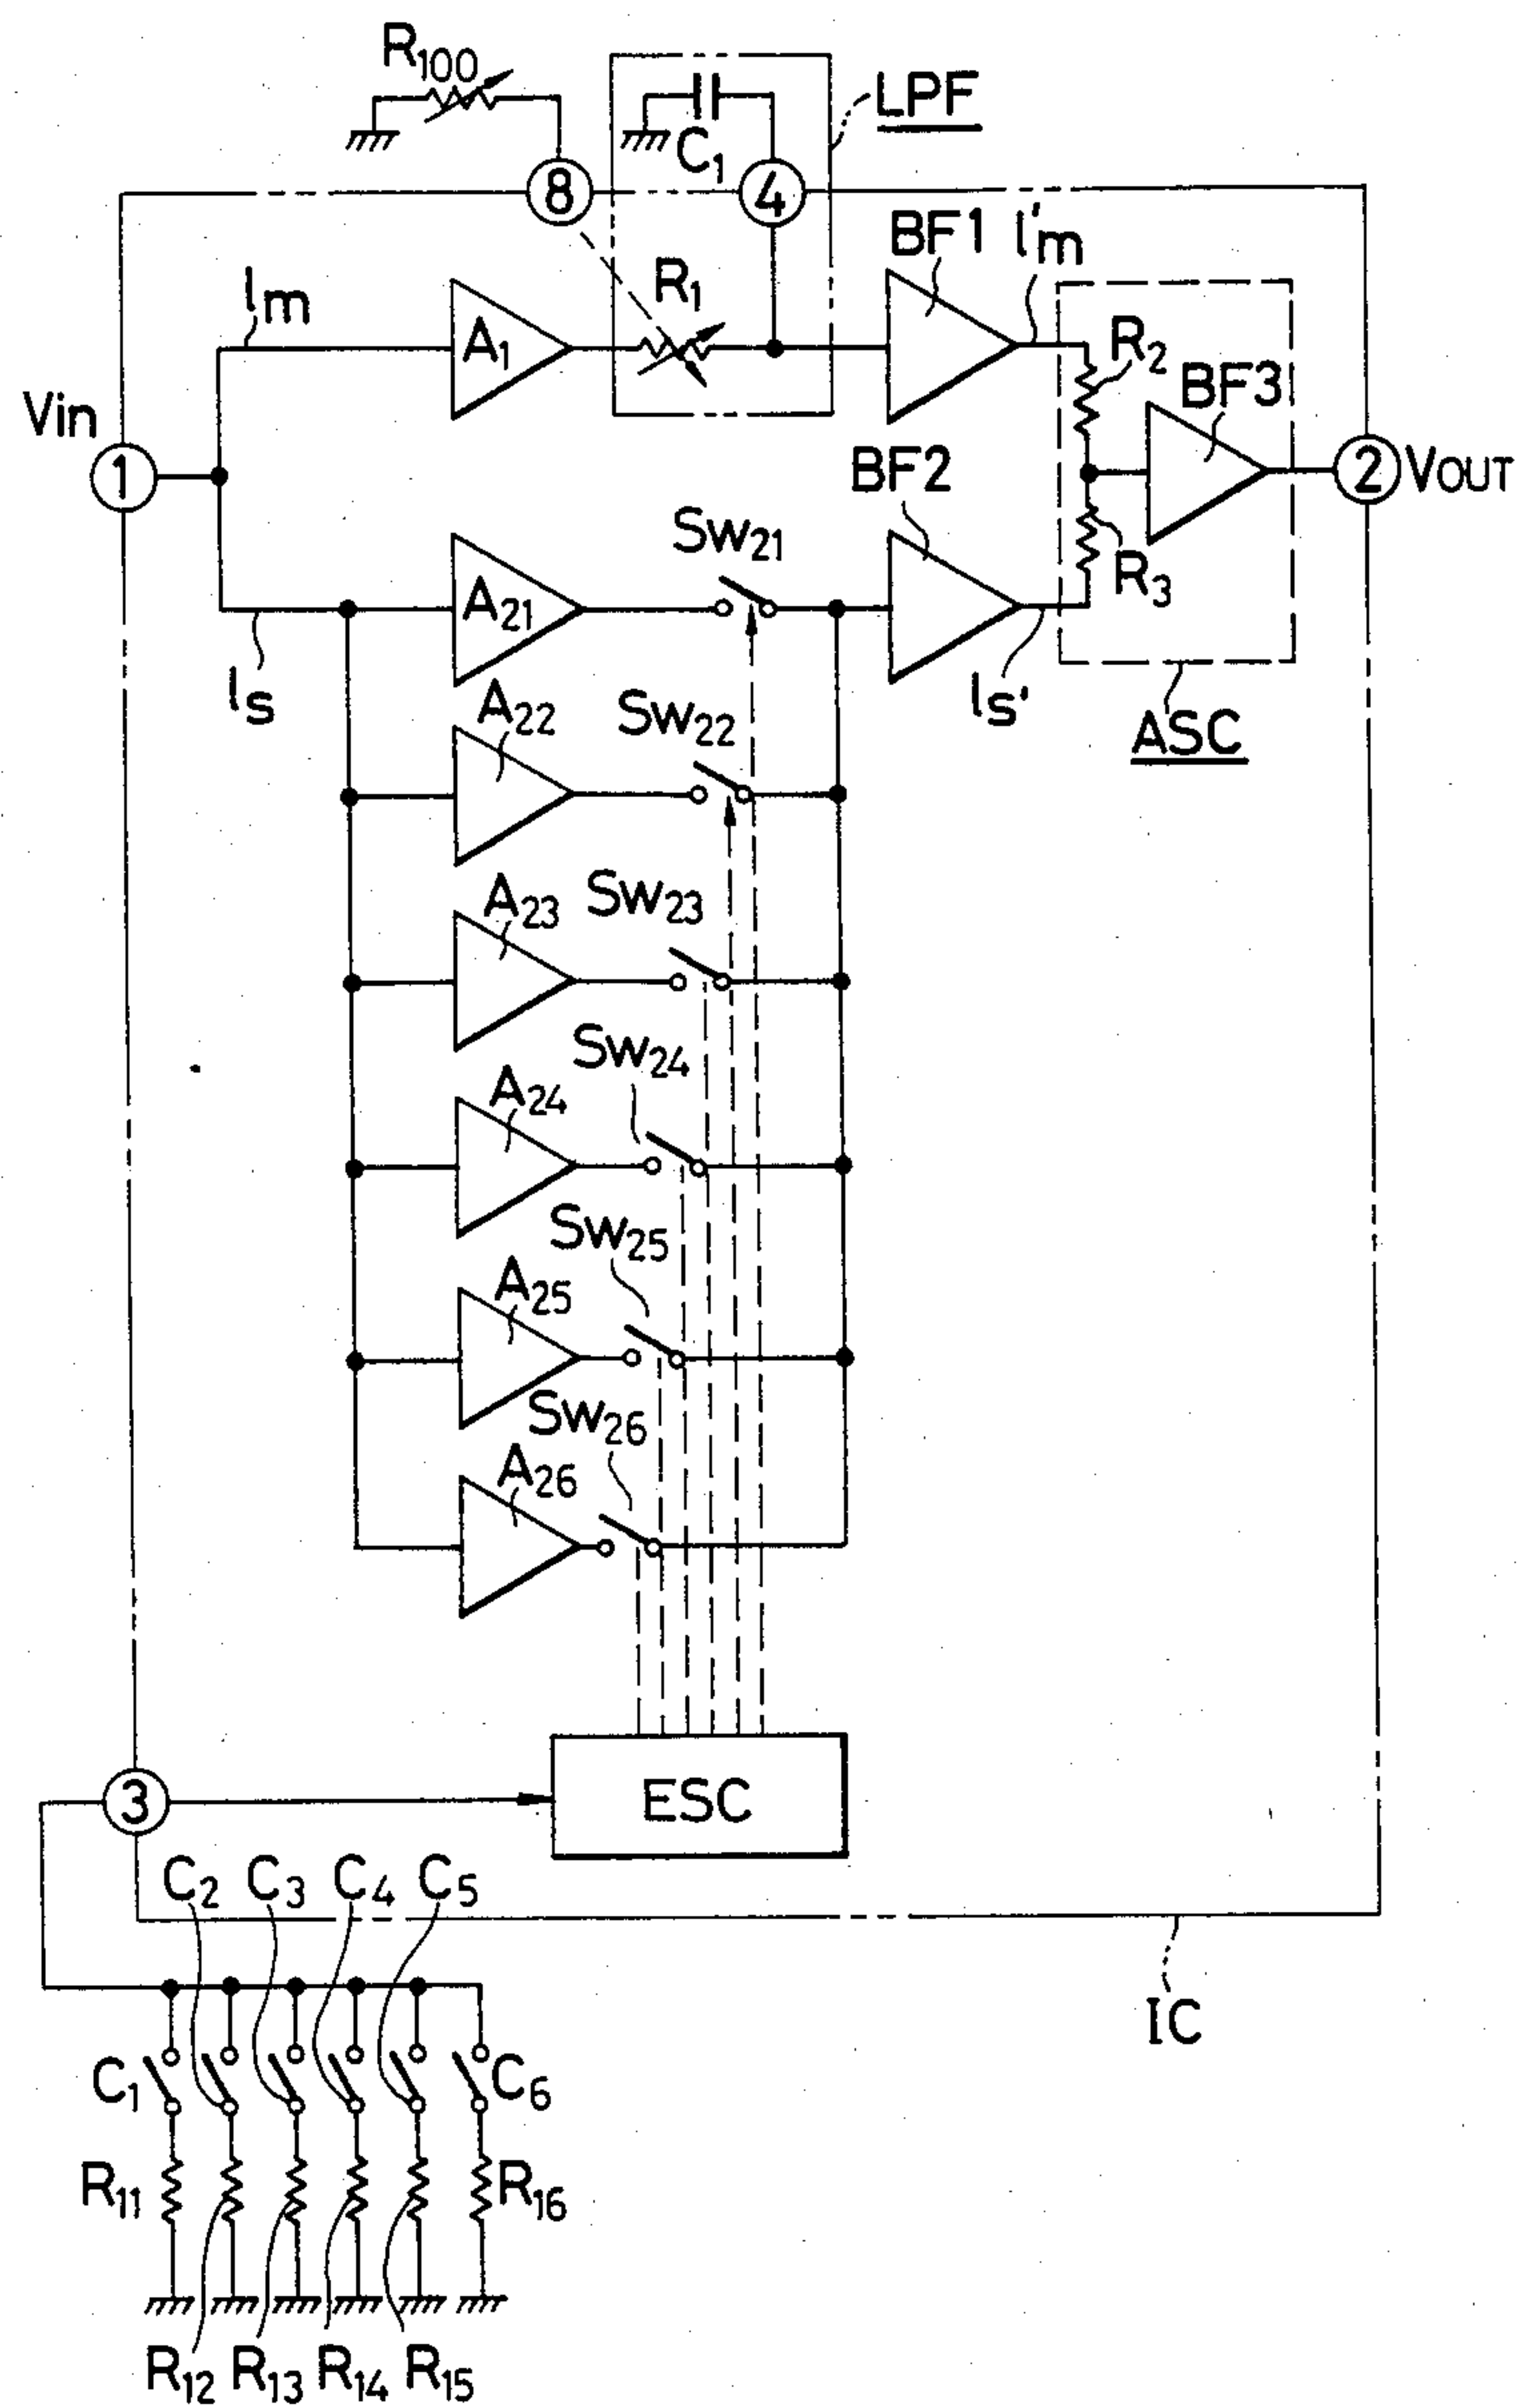 R100
LPF
C1
8
4
BF1
l'm
lm
A1
R1
R2
BF3
Vin
1
BF2
2
VOUT
Sw21
A21
R3
ls
ls'
ASC
A22
Sw22
A23
Sw23
A24
Sw24
A25
Sw25
A26
Sw26
3
ESC
C2
C3
C4
C5
IC
C1
C6
R11
R16
R12
R13
R14
R15